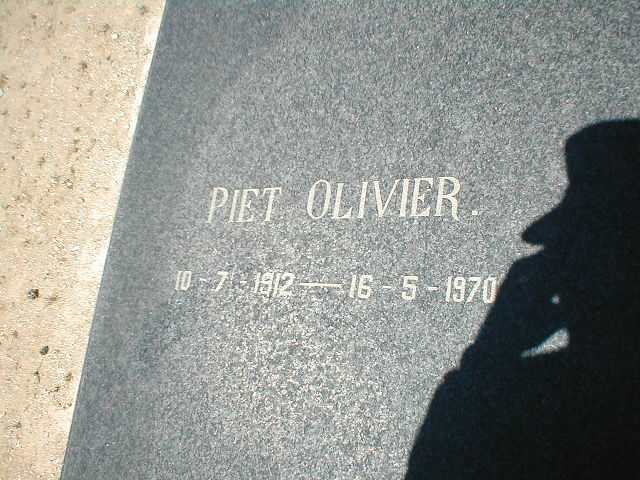 PIET OLIVIER.
10 - 7 - 1912 — 16 - 5 - 1970